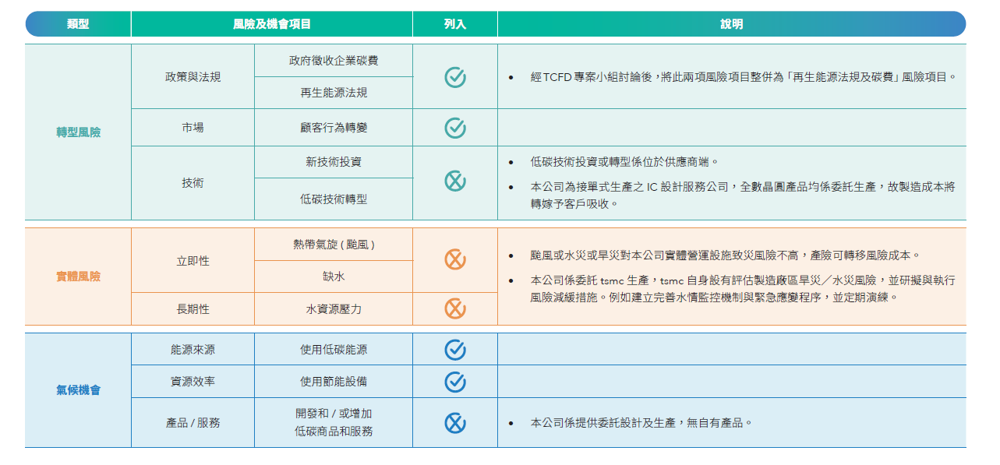 類型 風險及機會項目 列入 說明
轉型風險
政策與法規
政府徵收企業碳費
再生能源法規
• 經TCFD專案小組討論後，將此兩項風險項目整併為「再生能源法規及碳費」風險項目。
市場
顧客行為轉變
技術
新技術投資
低碳技術轉型
• 低碳技術投資或轉型係位於供應商端。
• 本公司為接單式生產之 IC 設計服務公司，全數晶圓產品均係委託生產，故製造成本將
轉嫁予客戶吸收。
實體風險
立即性
熱帶氣旋 ( 颱風 )
缺水
長期性
水資源壓力
• 颱風或水災或旱災對本公司實體營運設施致災風險不高，產險可轉移風險成本。
• 本公司係委託 tsmc 生產，tsmc 自身設有評估製造廠區旱災／水災風險，並研擬與執行
風險減緩措施。例如建立完善水情監控機制與緊急應變程序，並定期演練。
氣候機會
能源來源
使用低碳能源
資源效率
使用節能設備
產品 / 服務
開發和 / 或增加
低碳商品和服務
• 本公司係提供委託設計及生產，無自有產品。